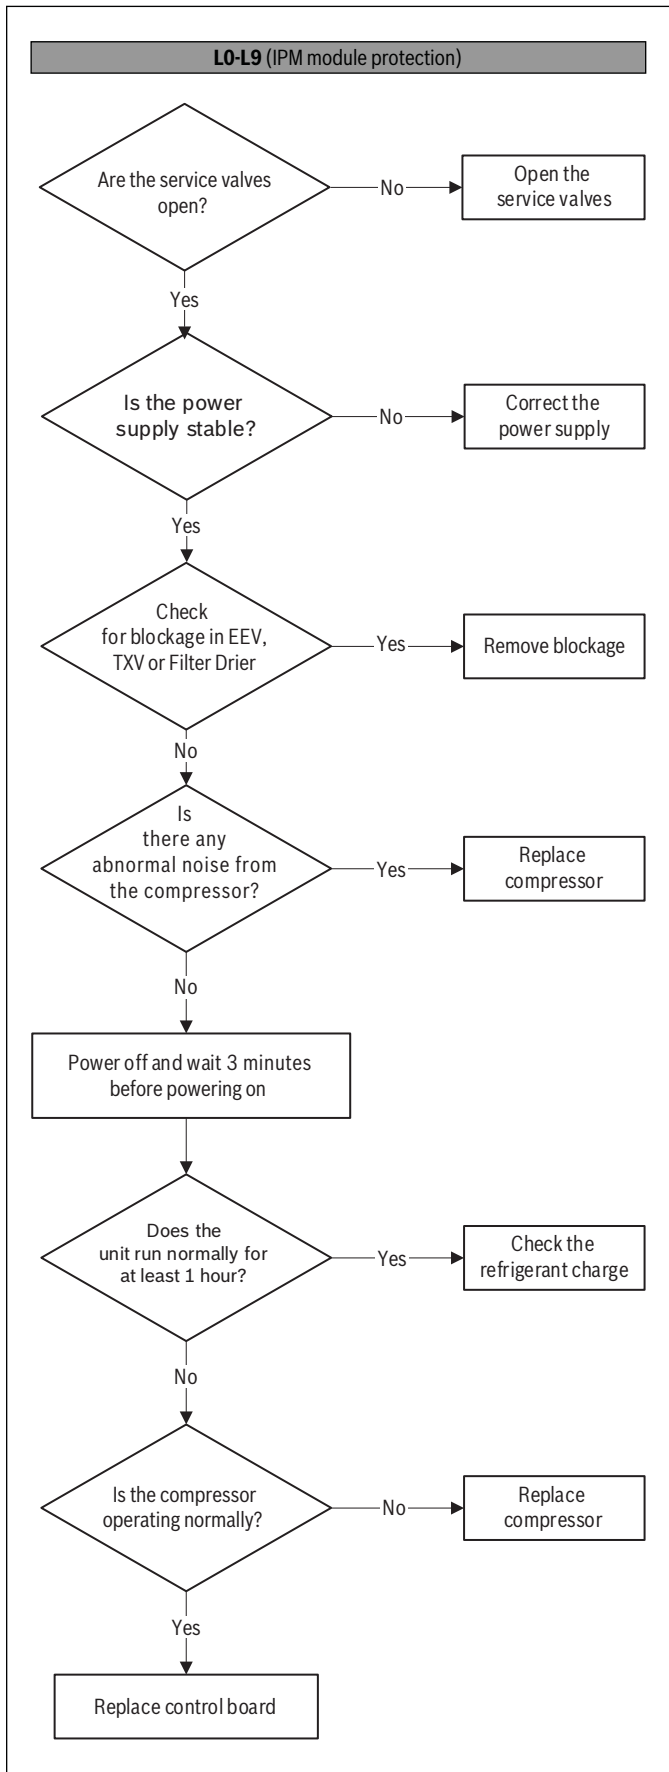 L0-L9 (IPM module protection)
Are the service valves
open?
No
Open the
service valves
Yes
Is the power
supply stable?
No
Correct the
power supply
Yes
Check
for blockage in EEV,
TXV or Filter Drier
Yes
Remove blockage
No
Is
there any
abnormal noise from
the compressor?
Yes
Replace
compressor
No
Power off and wait 3 minutes
before powering on
Does the
unit run normally for
at least 1 hour?
Yes
Check the
refrigerant charge
No
Is the compressor
operating normally?
No
Replace
compressor
Yes
Replace control board